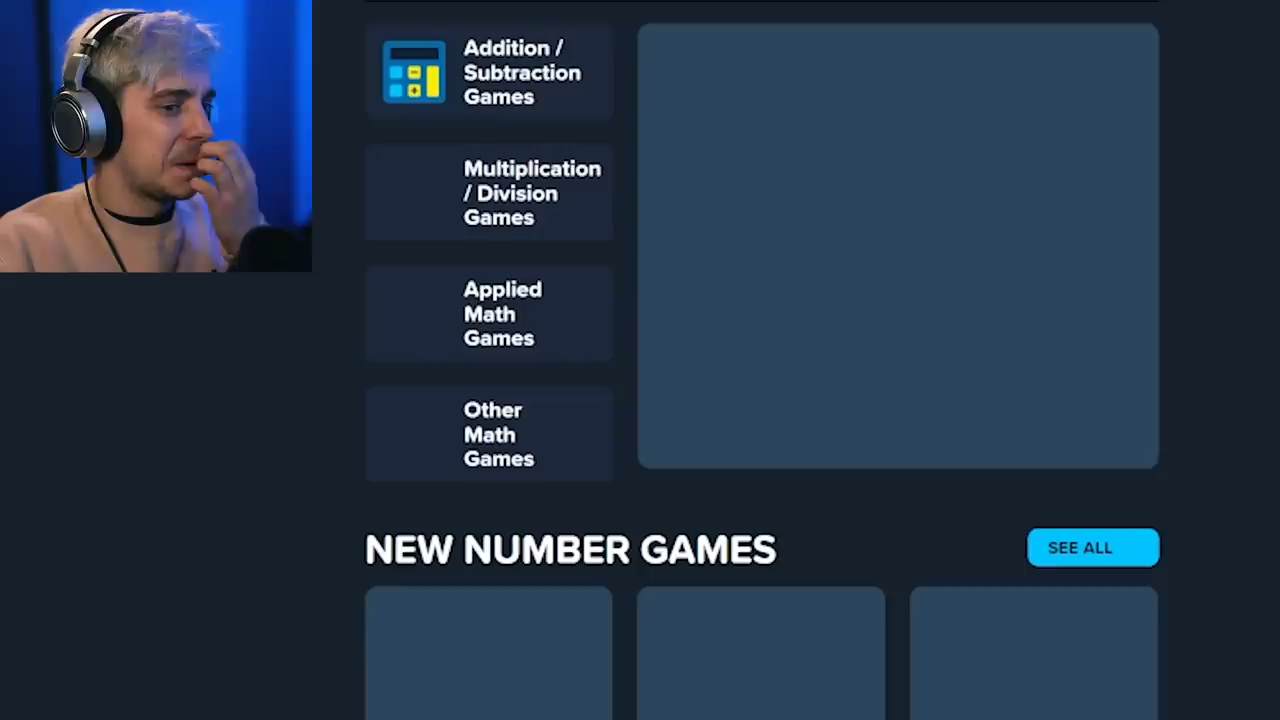 Addition /
Subtraction
Games
Multiplication
/ Division
Games
Applied
Math
Games
Other
Math
Games
NEW NUMBER GAMES
SEE ALL